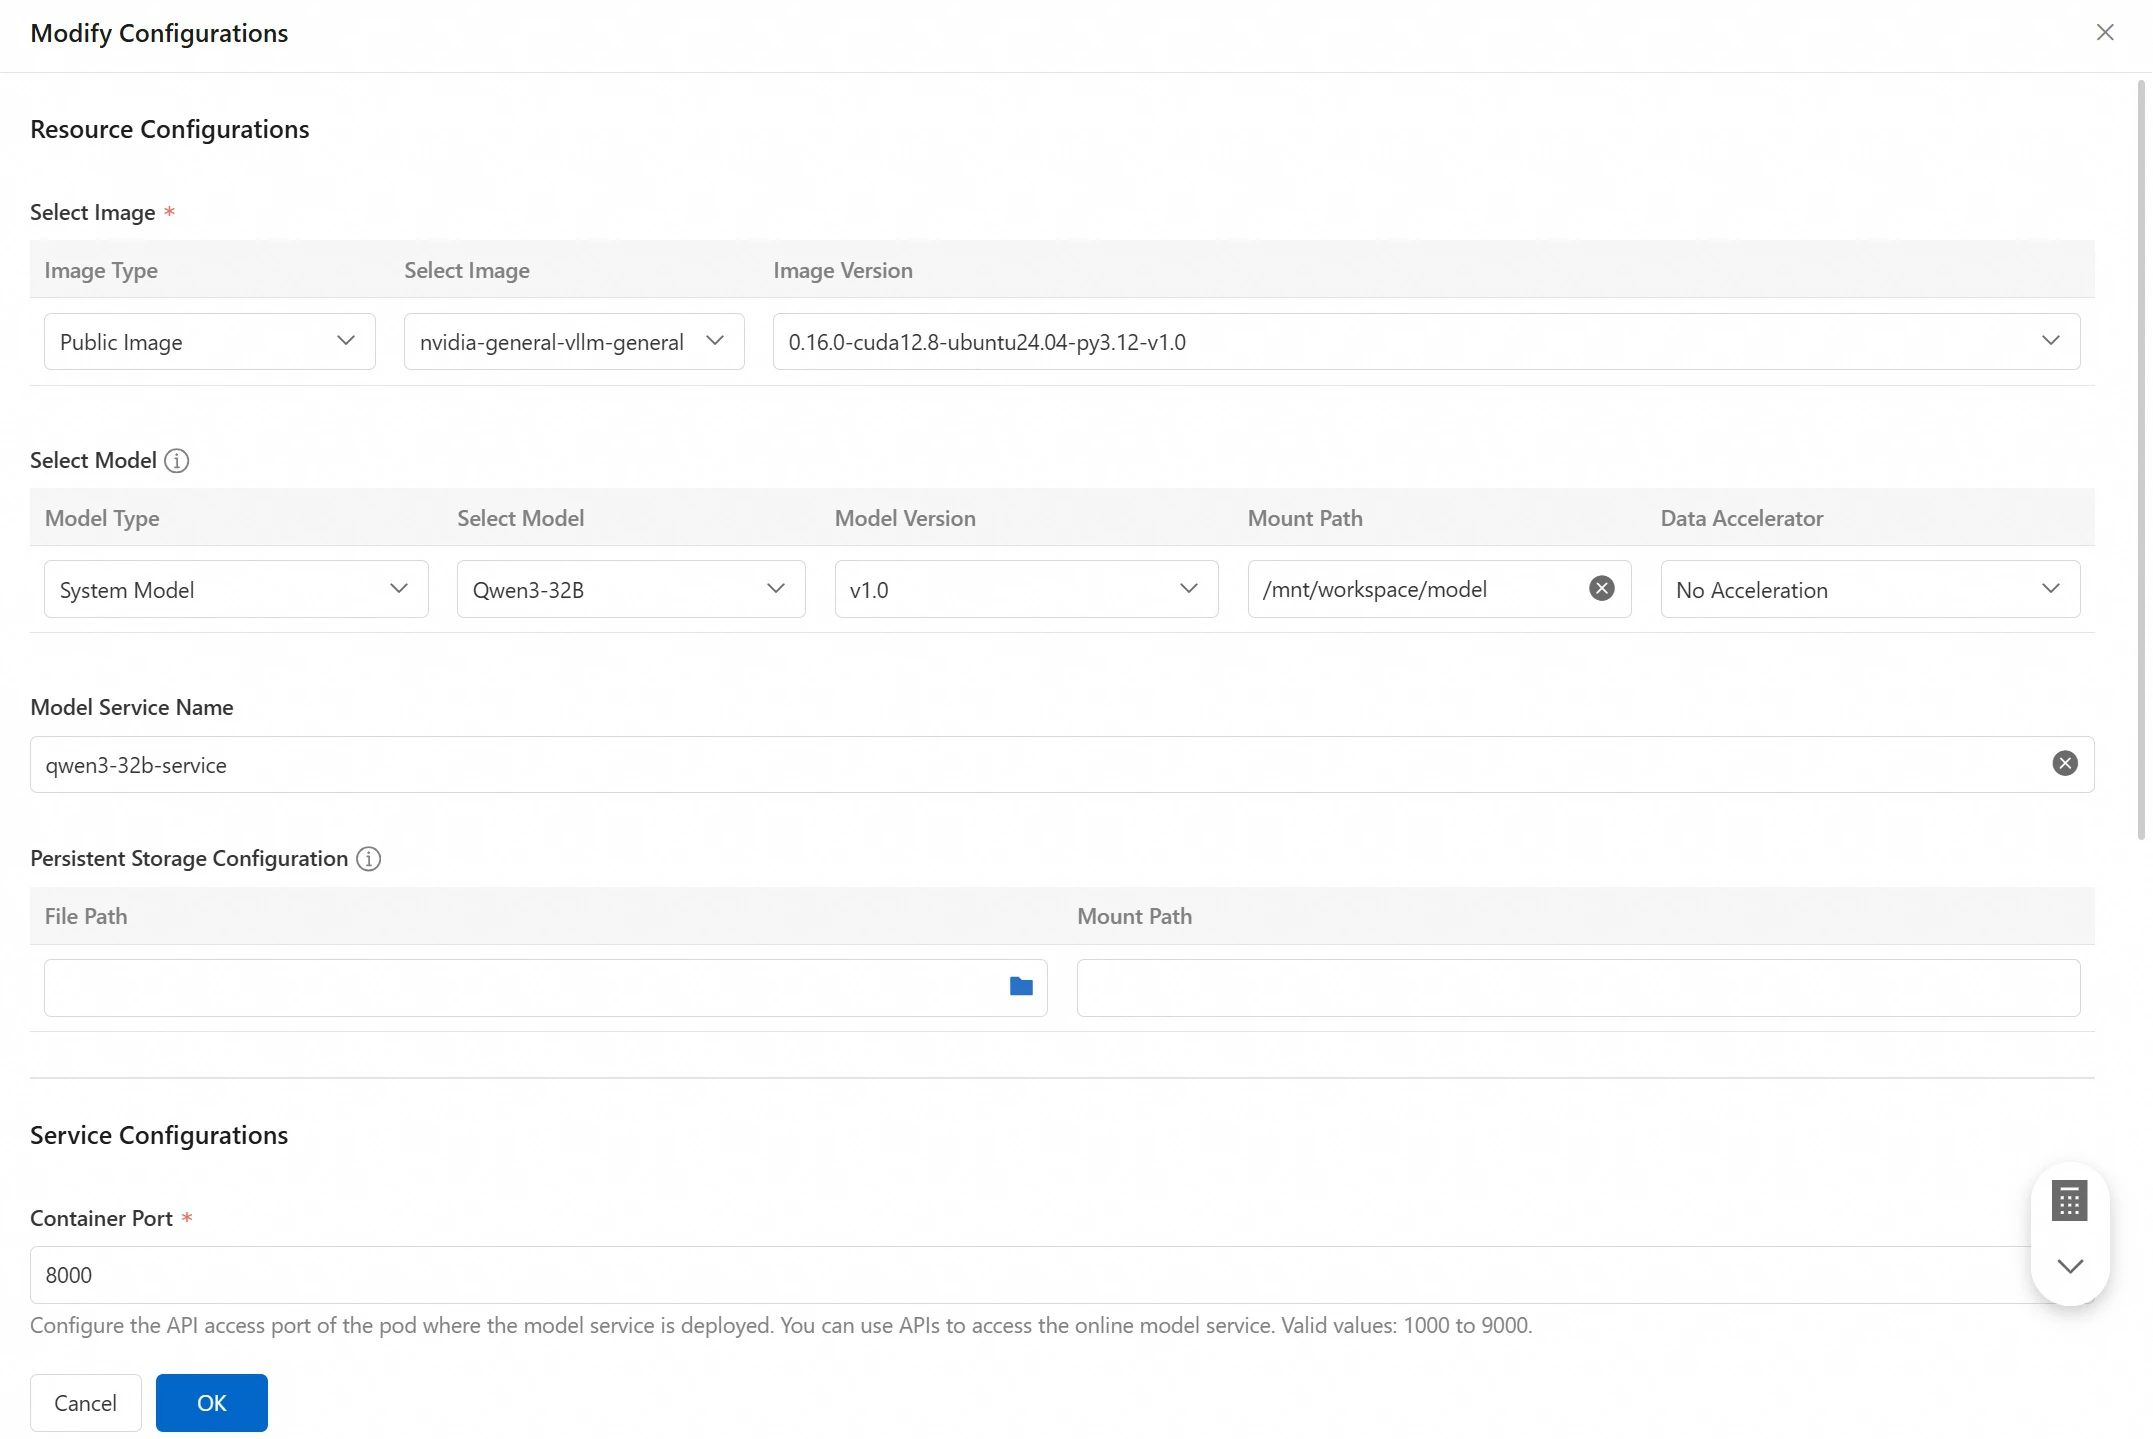 Modify Configurations
Resource Configurations
Select Image *
Image Type Select Image Image Version
Public Image nvidia-general-vllm-general 0.16.0-cuda12.8-ubuntu24.04-py3.12-v1.0
Select Model
Model Type Select Model Model Version Mount Path Data Accelerator
System Model Qwen3-32B v1.0 /mnt/workspace/model No Acceleration
Model Service Name
qwen3-32b-service
Persistent Storage Configuration
File Path Mount Path
Service Configurations
Container Port *
8000
Configure the API access port of the pod where the model service is deployed. You can use APIs to access the online model service. Valid values: 1000 to 9000.
Cancel OK